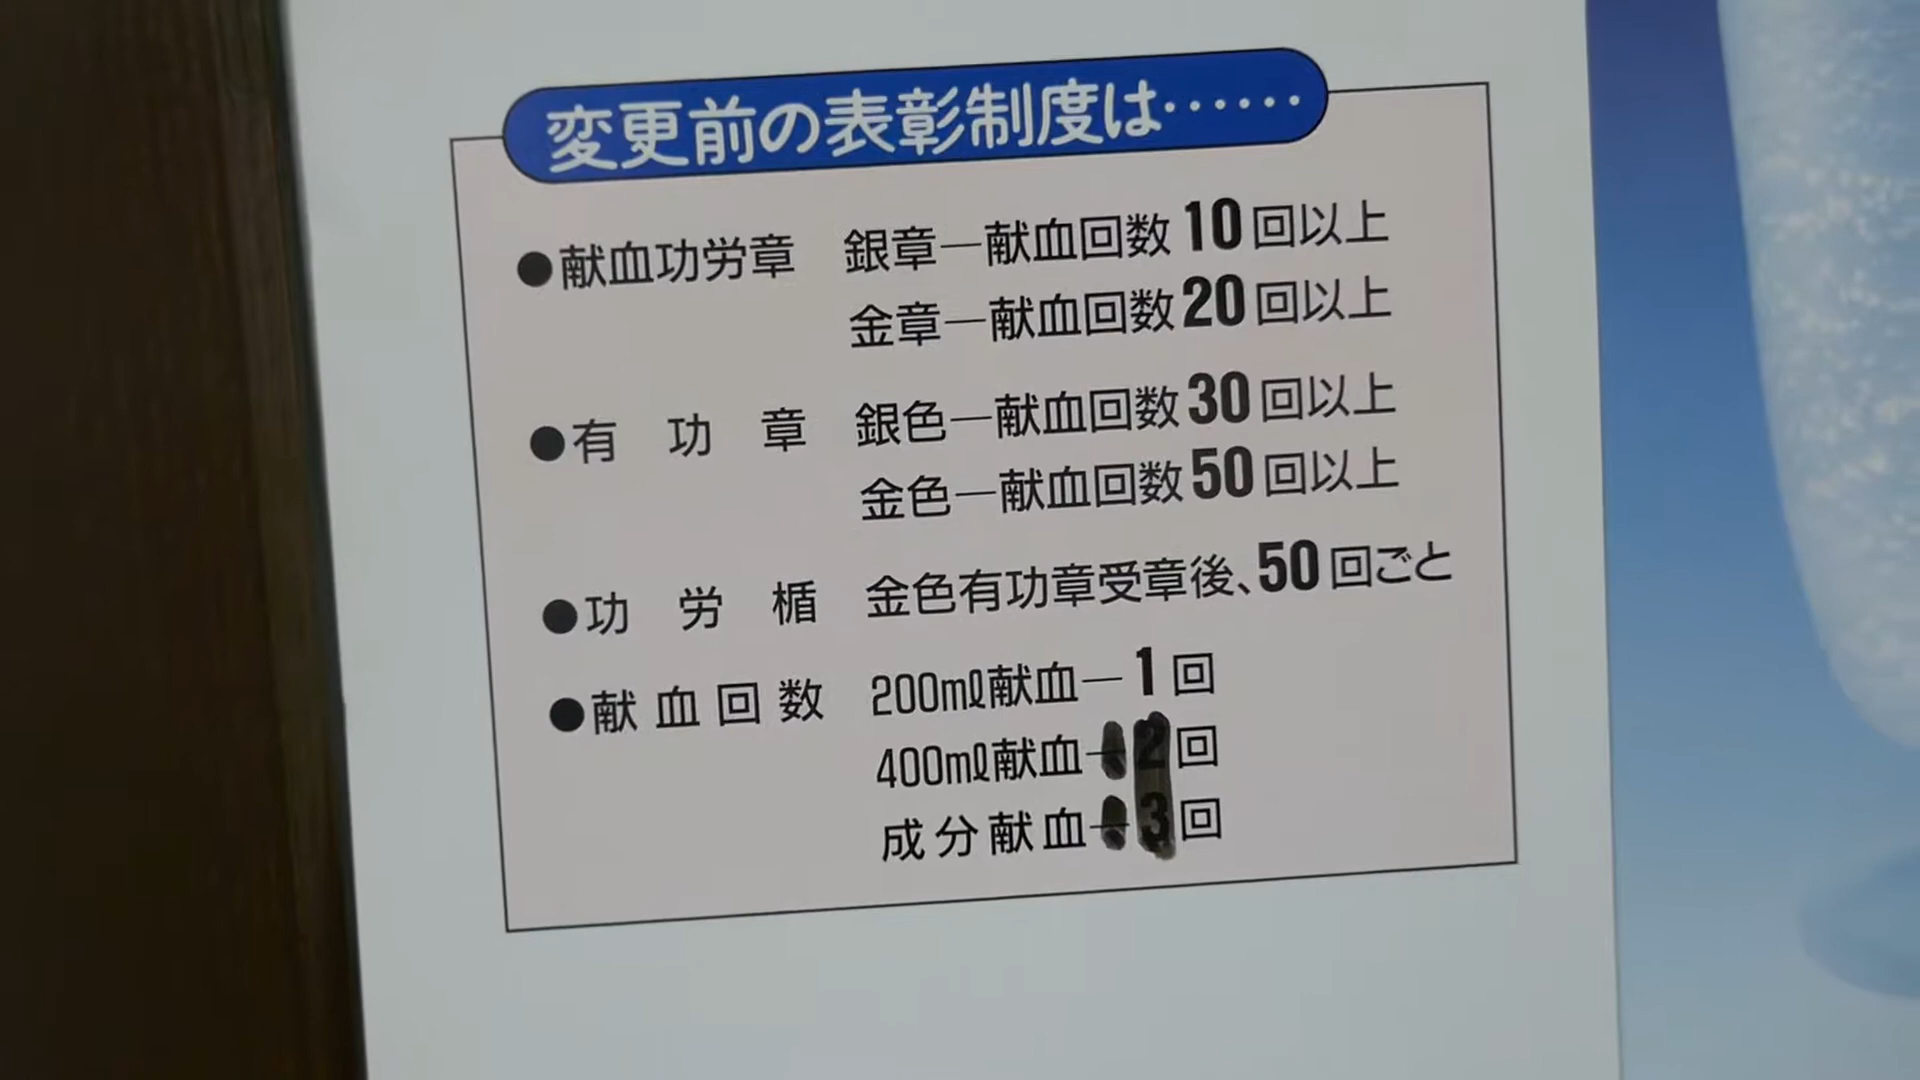 変更前の表彰制度は……
●献血功労章 銀章―献血回数10回以上
金章―献血回数20回以上
●有功章 銀色―献血回数30回以上
金色―献血回数50回以上
●功労楯 金色有功章受章後、50回ごと
●献血回数 200mℓ献血―1回
400mℓ献血―2回
成分献血―3回